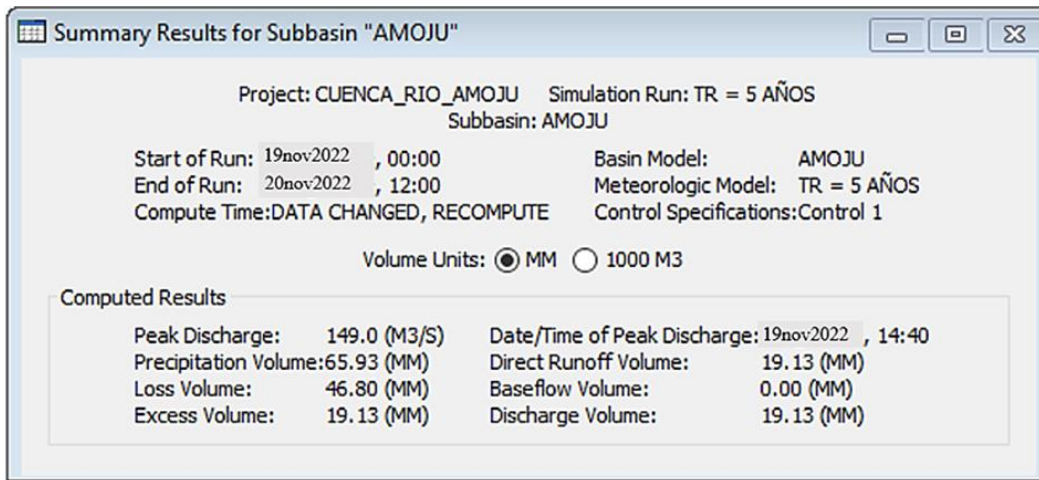 Summary Results for Subbasin "AMOJU"
Project: CUENCA_RIO_AMOJU Simulation Run: TR = 5 AÑOS
Subbasin: AMOJU
Start of Run: 19nov2022 , 00:00 Basin Model: AMOJU
End of Run: 20nov2022 , 12:00 Meteorologic Model: TR = 5 AÑOS
Compute Time:DATA CHANGED, RECOMPUTE Control Specifications:Control 1
Volume Units: MM 1000 M3
Computed Results
Peak Discharge: 149.0 (M3/S) Date/Time of Peak Discharge: 19nov2022 , 14:40
Precipitation Volume:65.93 (MM) Direct Runoff Volume: 19.13 (MM)
Loss Volume: 46.80 (MM) Baseflow Volume: 0.00 (MM)
Excess Volume: 19.13 (MM) Discharge Volume: 19.13 (MM)